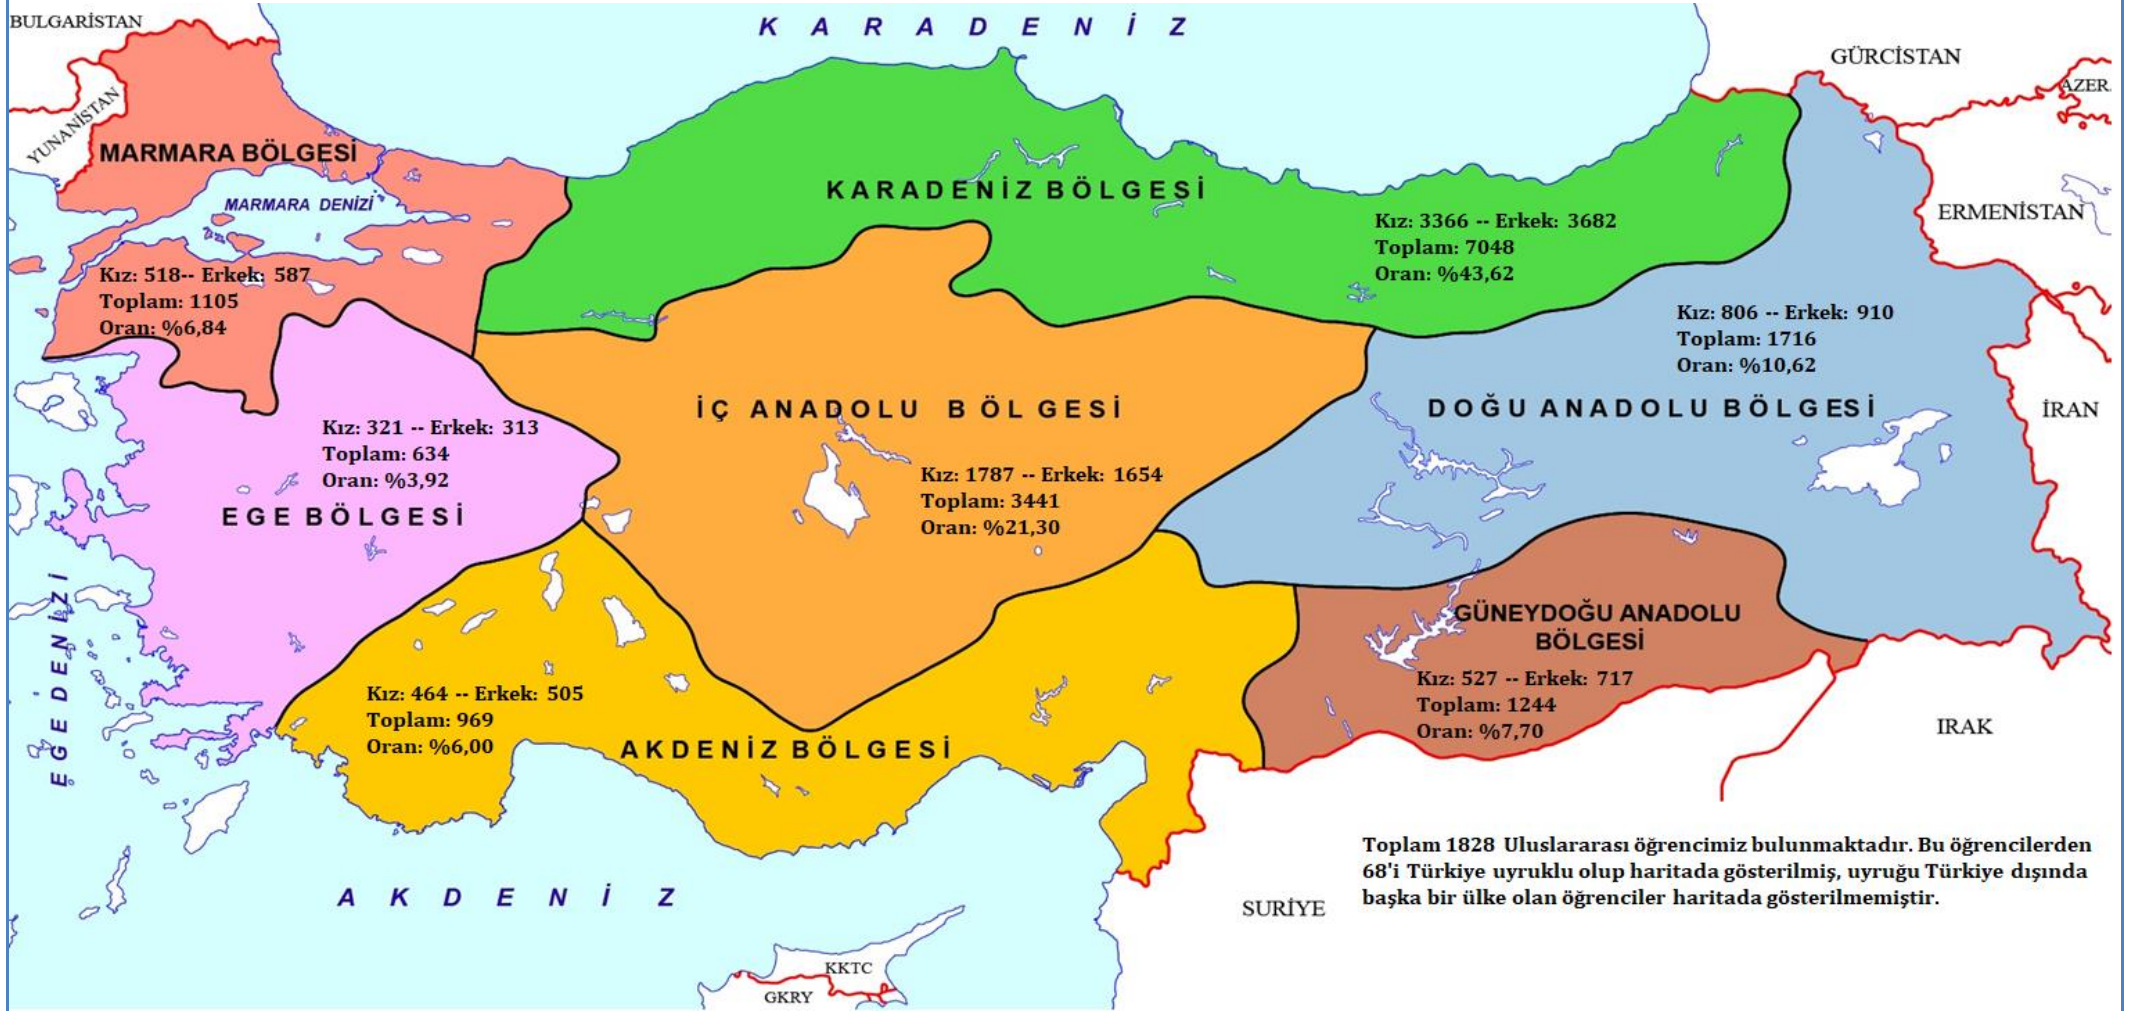 BULGARİSTAN
K A R A D E N İ Z
GÜRCİSTAN
AZER.
YUNANİSTAN
MARMARA BÖLGESİ
KARADENİZ BÖLGESİ
MARMARA DENİZİ
ERMENİSTAN
Kız: 3366 -- Erkek: 3682
Toplam: 7048
Oran: %43,62
Kız: 518-- Erkek: 587
Toplam: 1105
Oran: %6,84
Kız: 806 -- Erkek: 910
Toplam: 1716
Oran: %10,62
İÇ ANADOLU BÖLGESİ
DOĞU ANADOLU BÖLGESİ
İRAN
Kız: 321 -- Erkek: 313
Toplam: 634
Oran: %3,92
EGE BÖLGESİ
Kız: 1787 -- Erkek: 1654
Toplam: 3441
Oran: %21,30
EGE DENİZİ
GÜNEYDOĞU ANADOLU
BÖLGESİ
Kız: 527 -- Erkek: 717
Toplam: 1244
Oran: %7,70
Kız: 464 -- Erkek: 505
Toplam: 969
Oran: %6,00
AKDENİZ BÖLGESİ
IRAK
Toplam 1828 Uluslararası öğrencimiz bulunmaktadır. Bu öğrencilerden
68'i Türkiye uyruklu olup haritada gösterilmiş, uyruğu Türkiye dışında
başka bir ülke olan öğrenciler haritada gösterilmemiştir.
A K D E N İ Z
SURİYE
KKTC
GKRY